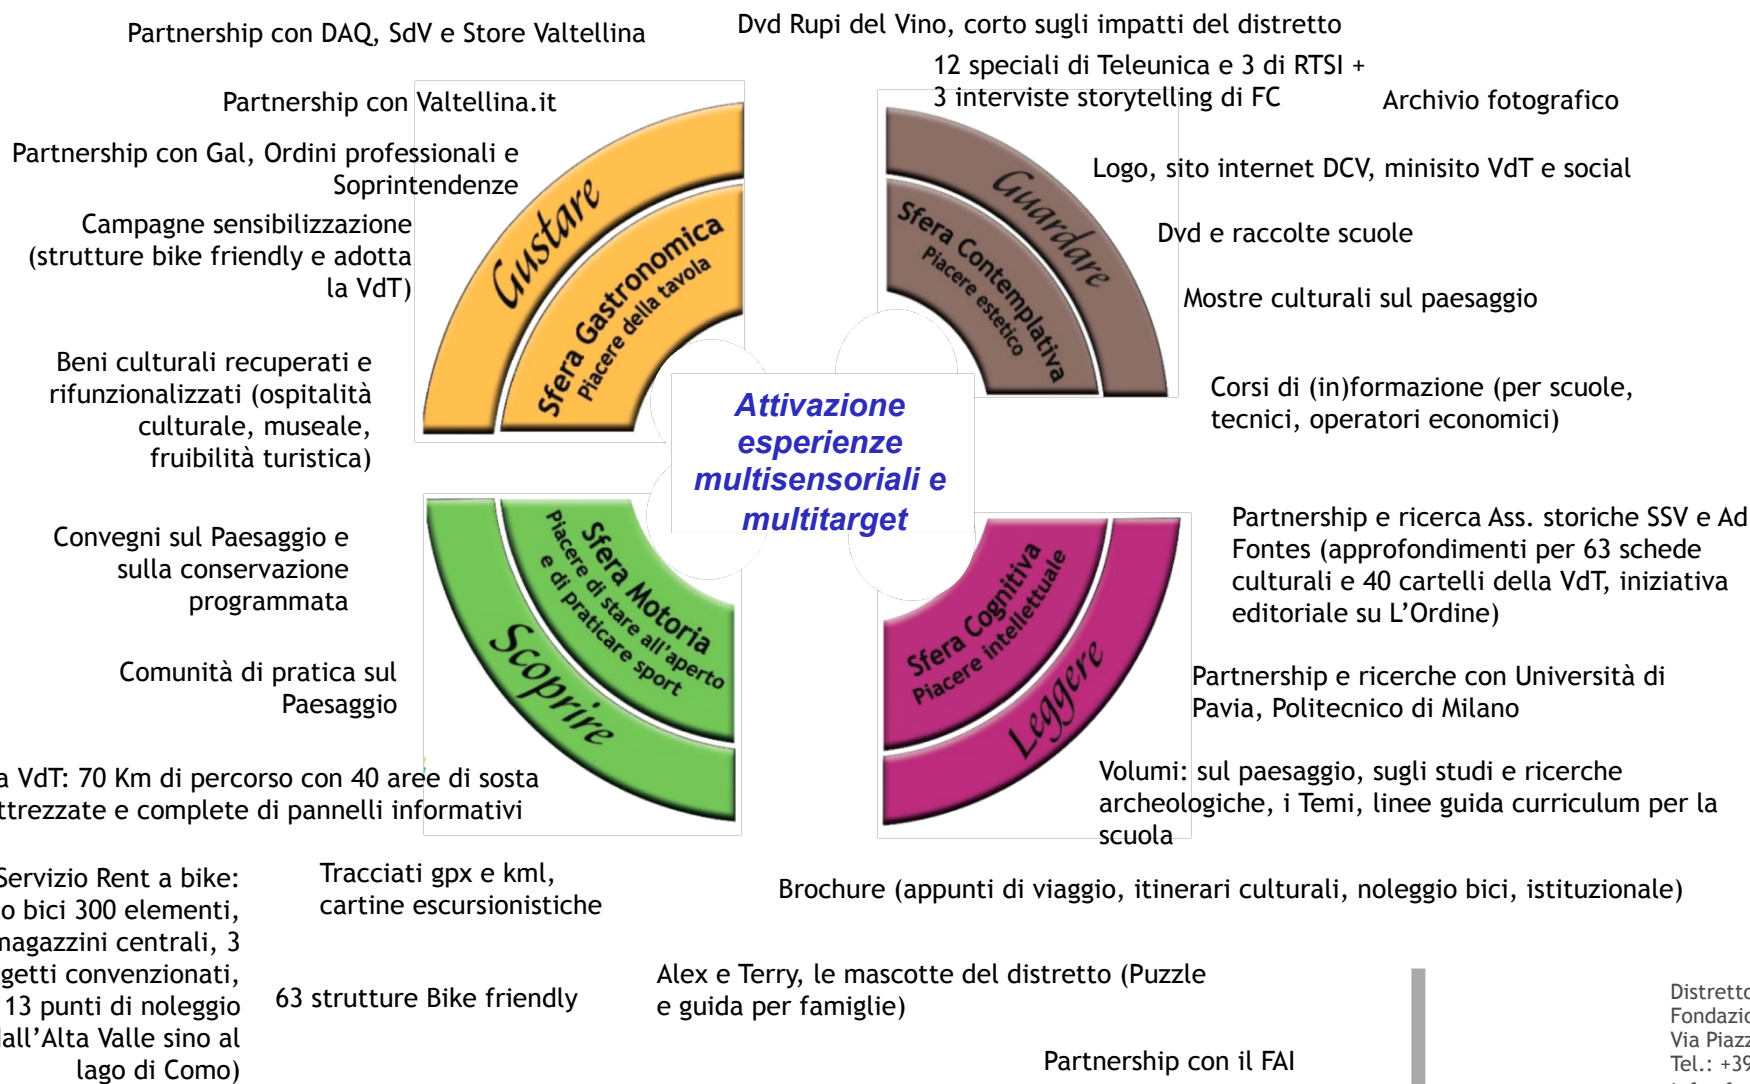 Partnership con DAQ, SdV e Store Valtellina
Dvd Rupi del Vino, corto sugli impatti del distretto
12 speciali di Teleunica e 3 di RTSI +
3 interviste storytelling di FC
Archivio fotografico
Partnership con Valtellina.it
Partnership con Gal, Ordini professionali e
Soprintendenze
Logo, sito internet DCV, minisito VdT e social
Campagne sensibilizzazione
(strutture bike friendly e adotta
la VdT)
Dvd e raccolte scuole
Mostre culturali sul paesaggio
Gustare
Sfera Gastronomica
Piacere della tavola
Guardare
Sfera Contemplativa
Piacere estetico
Beni culturali recuperati e
rifunzionalizzati (ospitalità
culturale, museale,
fruibilità turistica)
Corsi di (in)formazione (per scuole,
tecnici, operatori economici)
Attivazione
esperienze
multisensoriali e
multitarget
Convegni sul Paesaggio e
sulla conservazione
programmata
Sfera Motoria
Piacere di stare all'aperto
e di praticare sport
Scoprire
Sfera Cognitiva
Piacere intellettuale
Leggere
Partnership e ricerca Ass. storiche SSV e Ad
Fontes (approfondimenti per 63 schede
culturali e 40 cartelli della VdT, iniziativa
editoriale su L’Ordine)
Comunità di pratica sul
Paesaggio
Partnership e ricerche con Università di
Pavia, Politecnico di Milano
a VdT: 70 Km di percorso con 40 aree di sosta
ttrezzate e complete di pannelli informativi
Volumi: sul paesaggio, sugli studi e ricerche
archeologiche, i Temi, linee guida curriculum per la
scuola
Servizio Rent a bike:
o bici 300 elementi,
magazzini centrali, 3
getti convenzionati,
13 punti di noleggio
dall’Alta Valle sino al
lago di Como)
Tracciati gpx e kml,
cartine escursionistiche
Brochure (appunti di viaggio, itinerari culturali, noleggio bici, istituzionale)
63 strutture Bike friendly
Alex e Terry, le mascotte del distretto (Puzzle
e guida per famiglie)
Partnership con il FAI
Distretto
Fondazio
Via Piazz
Tel.: +39